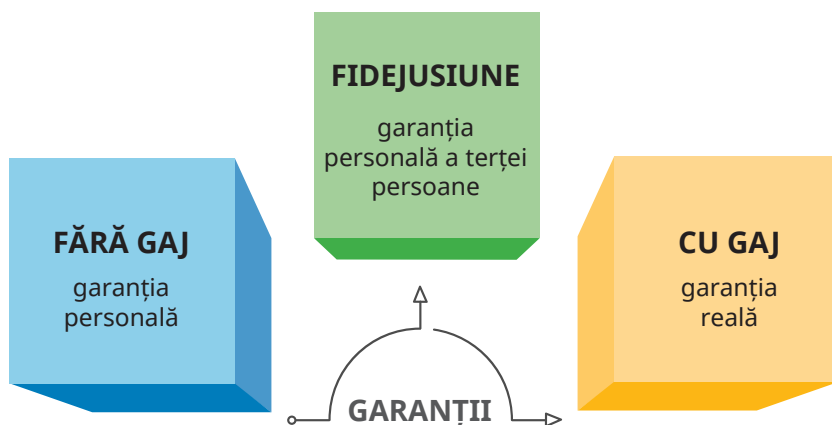 FIDEJUSIUNE
garanția
personală a terței
persoane
FĂRĂ GAJ
garanția
personală
CU GAJ
garanția
reală
GARANȚII